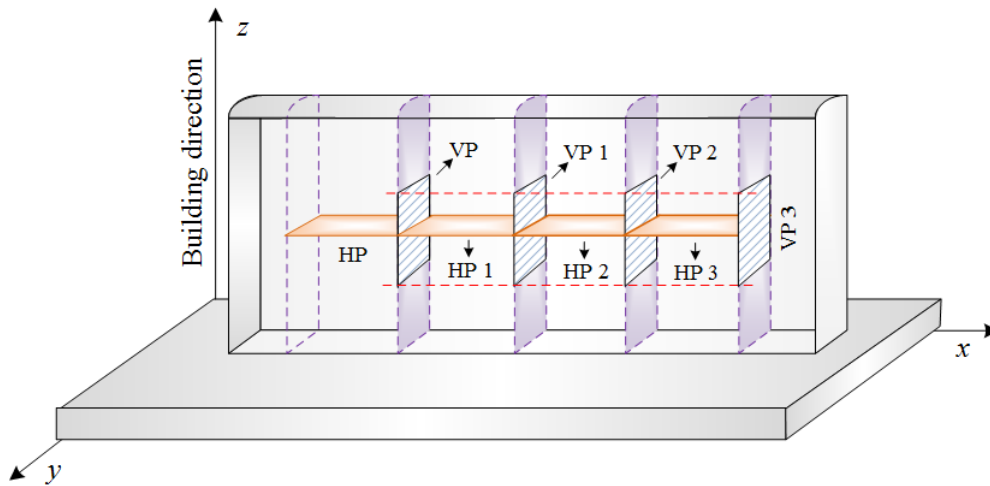 z
Building direction
VP
VP 1
VP 2
VP 3
HP
HP 1
HP 2
HP 3
x
y